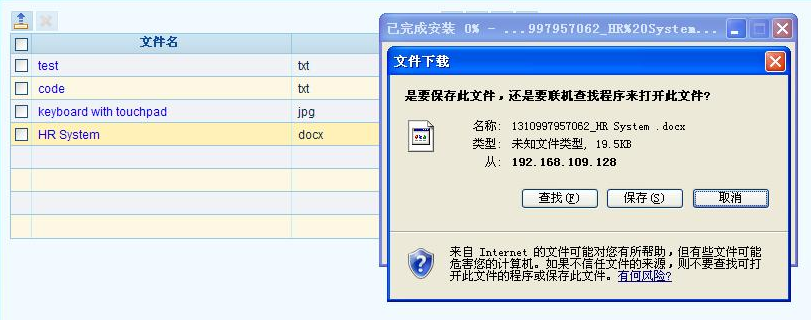 文件名
test txt
code txt
keyboard with touchpad jpg
HR System docx
已完成安装 0% - ...997957062_HR%20System...
文件下载
是要保存此文件，还是要联机查找程序来打开此文件?
名称: 1310997957062_HR System .docx
类型: 未知文件类型, 19.5KB
从: 192.168.109.128
查找(F)
保存(S)
取消
来自 Internet 的文件可能对您有所帮助，但有些文件可能
危害您的计算机。如果不信任文件的来源，则不要查找可打
开此文件的程序或保存此文件。有何风险?